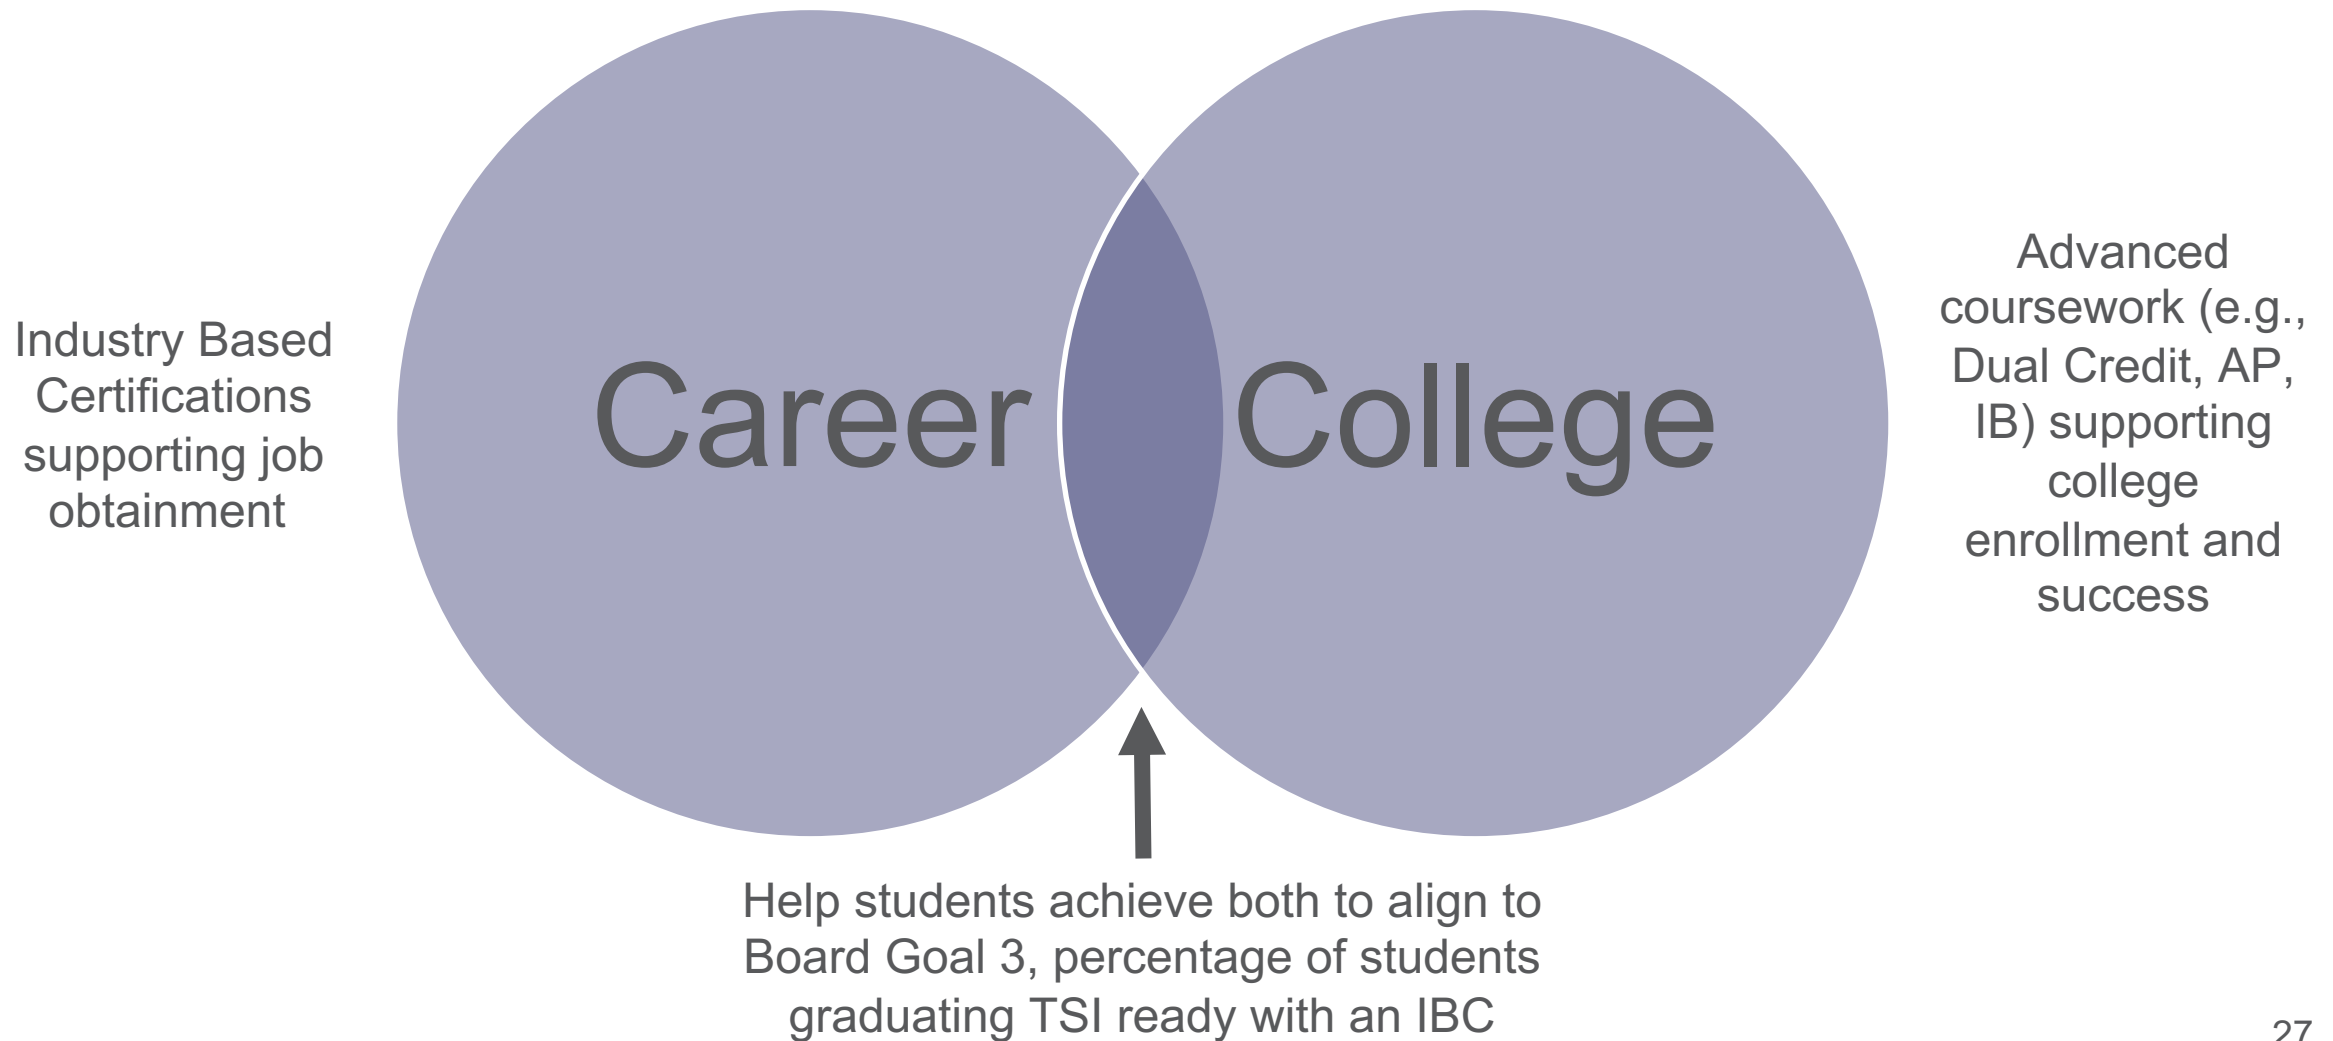 Industry Based
Certifications
supporting job
obtainment
Career
College
Advanced
coursework (e.g.,
Dual Credit, AP,
IB) supporting
college
enrollment and
success
Help students achieve both to align to
Board Goal 3, percentage of students
graduating TSI ready with an IBC
27